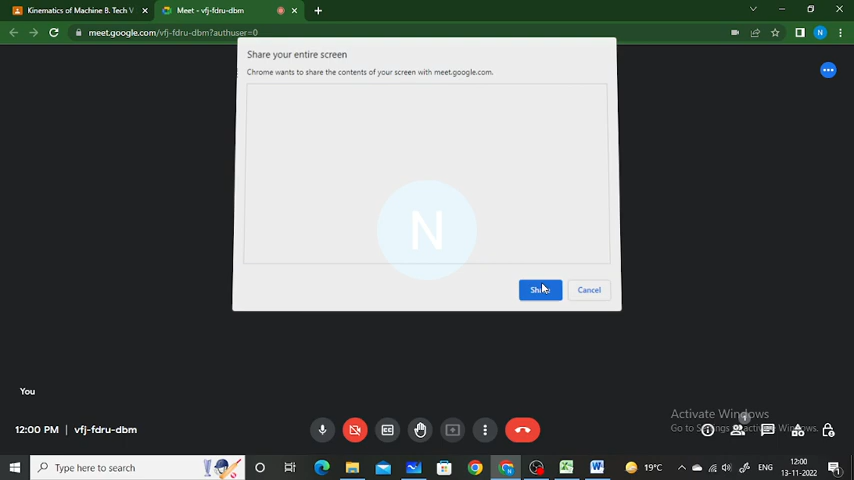 Kinematics of Machine B. Tech V
Meet - vfj-fdru-dbm
meet.google.com/vfj-fdru-dbm?authuser=0
N
Share your entire screen
Chrome wants to share the contents of your screen with meet.google.com.
N
Cancel
You
12:00 PM | vfj-fdru-dbm
1
Activate Windows
Type here to search
19°C
ENG
12:00
13-11-2022
1